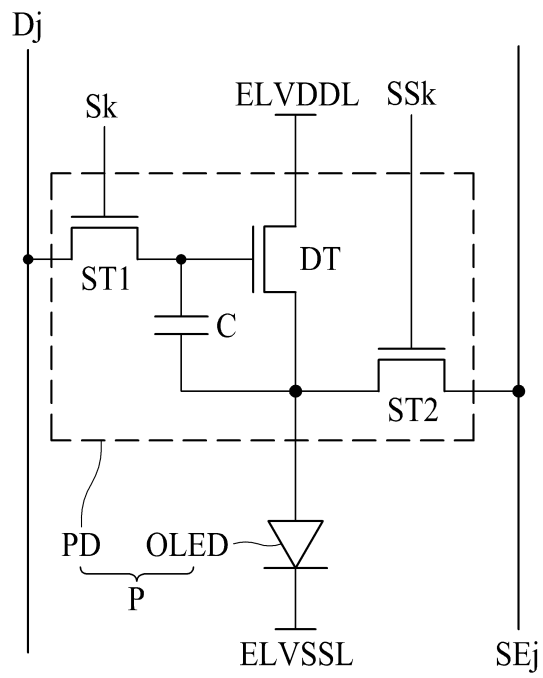 Dj
Sk
ELVDDL
SSk
ST1
DT
C
ST2
PD
OLED
P
ELVSSL
SEj